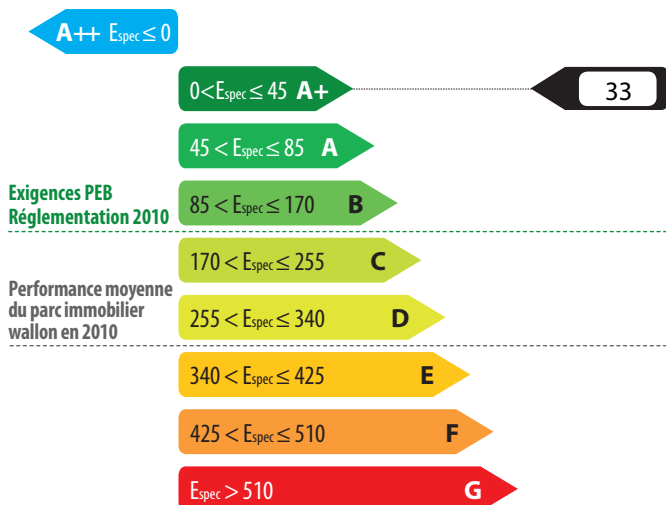 A++ Espec ≤ 0
0 < Espec ≤ 45 A+
33
45 < Espec ≤ 85 A
Exigences PEB
Réglementation 2010
85 < Espec ≤ 170 B
170 < Espec ≤ 255 C
Performance moyenne
du parc immobilier
wallon en 2010
255 < Espec ≤ 340 D
340 < Espec ≤ 425 E
425 < Espec ≤ 510 F
Espec > 510 G